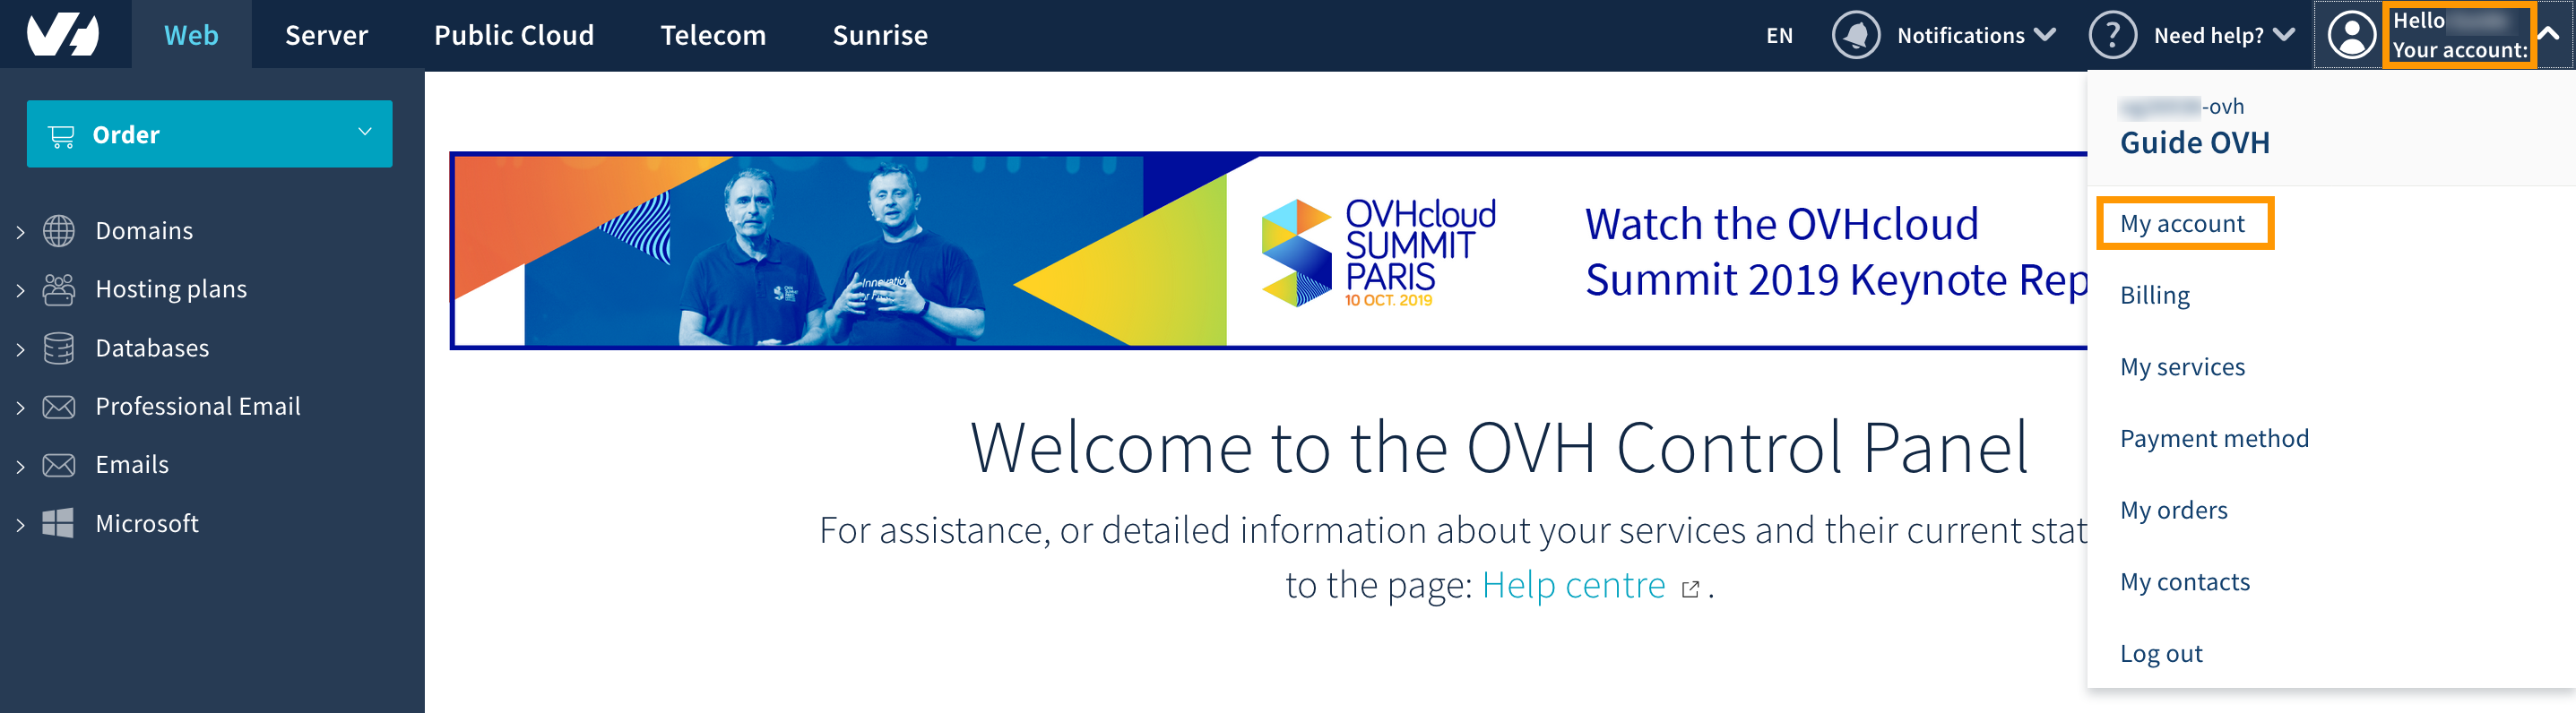 Web
Server
Public Cloud
Telecom
Sunrise
EN
Notifications
? Need help?
Hello
Your account:
Order
Domains
Hosting plans
Databases
Professional Email
Emails
Microsoft
OVHcloud
SUMMIT
PARIS
10 OCT. 2019
Watch the OVHcloud
Summit 2019 Keynote Rep
Welcome to the OVH Control Panel
For assistance, or detailed information about your services and their current stat
to the page: Help centre .
-ovh
Guide OVH
My account
Billing
My services
Payment method
My orders
My contacts
Log out